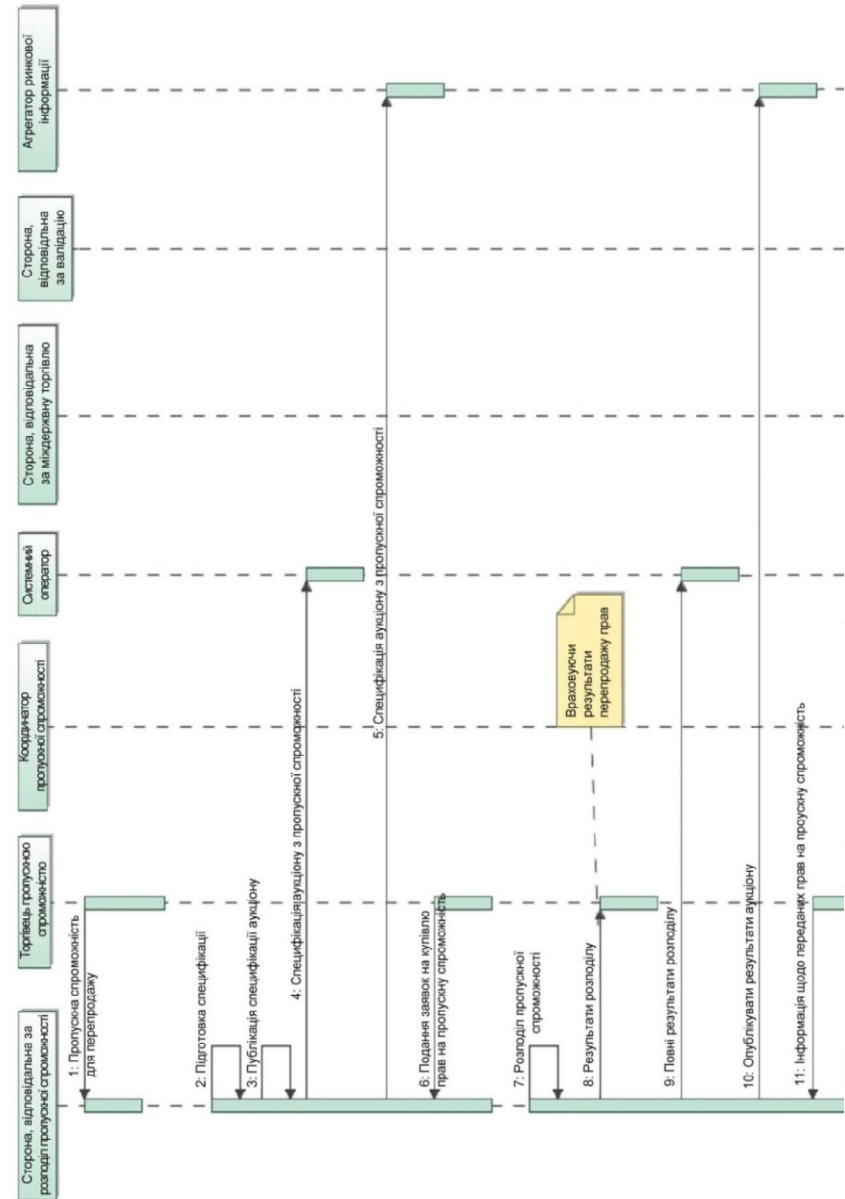 Сторона, відповідальна за
розподіл пропускної спроможності
Торгівець пропускною
спроможністю
Координатор
пропускної спроможності
Системний
оператор
Сторона, відповідальна
за міждержавну торгівлю
Сторона,
відповідльна
за валідацію
Агрегатор ринкової
інформації
1: Пропускна спроможність
для перепродажу
2: Підготовка специфікації
3: Публікація специфікації аукціону
4: Специфікація аукціону з пропускної спроможності
5: Специфікація аукціону з пропускної спроможності
6: Подання заявок на купівлю
прав на пропускну спроможність
7: Розподіл пропускної
спроможності
8: Результати розподілу
Враховуючи
результати
перепродажу прав
9: Повні результати розподілу
10: Опублікувати результати аукціону
11: Інформація щодо переданих прав на проускну спроможність